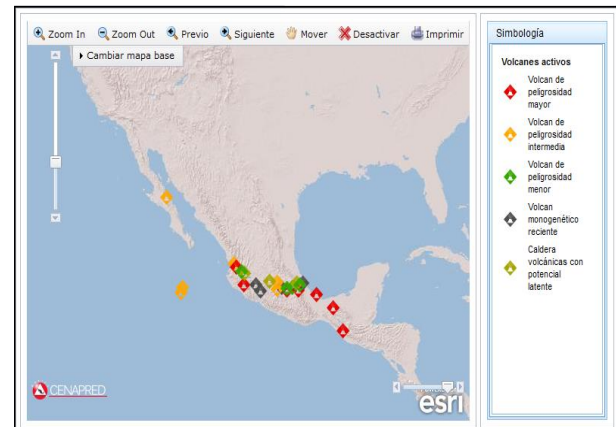 Zoom In Zoom Out Previo Siguiente Mover Desactivar Imprimir
Cambiar mapa base
CENAPRED
esri
Simbología
Volcanes activos
Volcan de
peligrosidad
mayor
Volcan de
peligrosidad
intermedia
Volcan de
peligrosidad
menor
Volcan
monogenético
reciente
Caldera
volcánicas con
potencial
latente